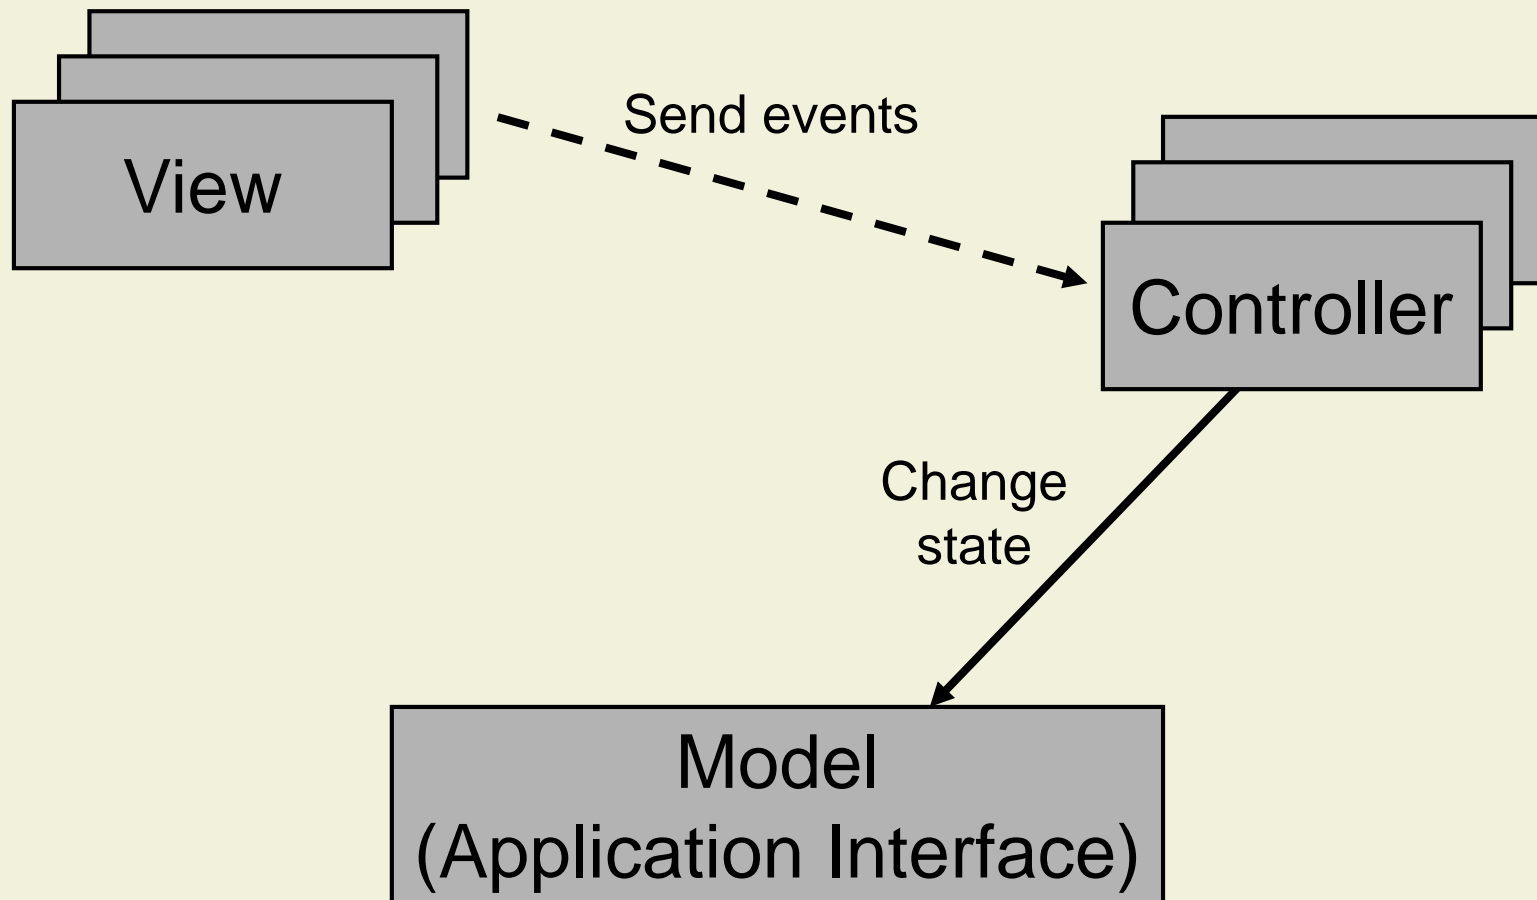 Send events
View
Controller
Change
state
Model
(Application Interface)